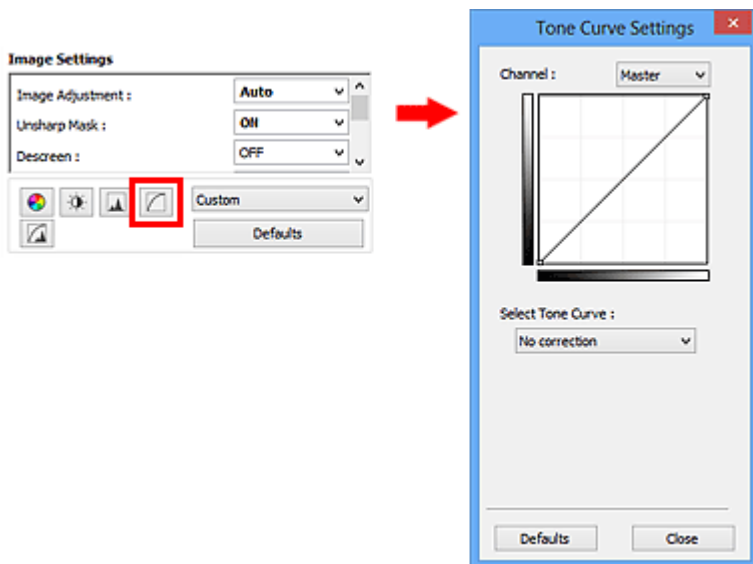 Image Settings
Image Adjustment : Auto
Unsharp Mask : ON
Descreen : OFF
Custom
Defaults
Tone Curve Settings
Channel : Master
Select Tone Curve :
No correction
Defaults Close